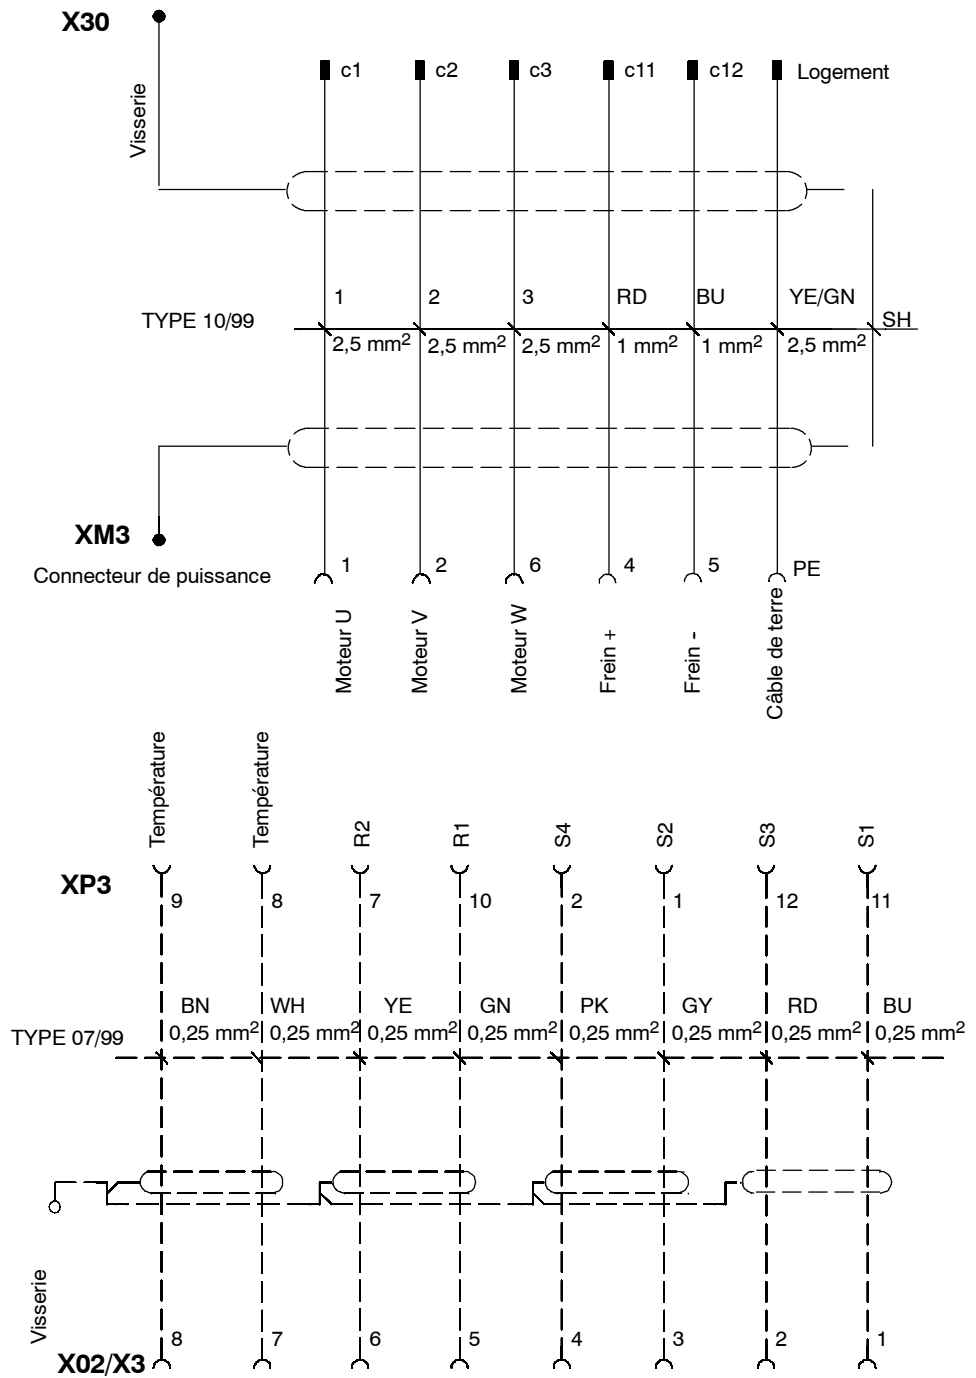 X30
c1 c2 c3 c11 c12 Logement
Visserie
1 2 3 RD BU YE/GN
TYPE 10/99 SH
2,5 mm² 2,5 mm² 2,5 mm² 1 mm² 1 mm² 2,5 mm²
XM3
Connecteur de puissance 1 2 6 4 5 PE
Moteur U Moteur V Moteur W Frein + Frein - Câble de terre
Température Température R2 R1 S4 S2 S3 S1
XP3
9 8 7 10 2 1 12 11
BN WH YE GN PK GY RD BU
TYPE 07/99 0,25 mm² 0,25 mm² 0,25 mm² 0,25 mm² 0,25 mm² 0,25 mm² 0,25 mm² 0,25 mm²
Visserie
8 7 6 5 4 3 2 1
X02/X3